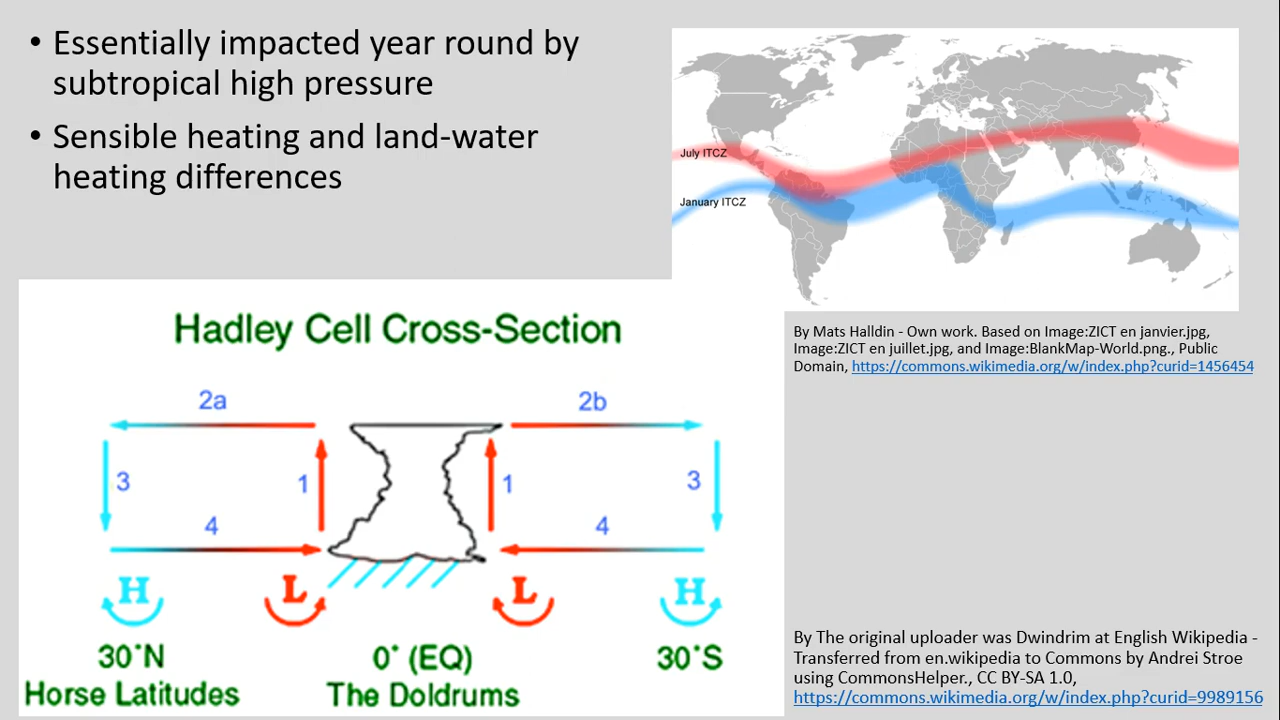 • Essentially impacted year round by
subtropical high pressure
• Sensible heating and land-water
heating differences
July ITCZ
January ITCZ
By Mats Halldin - Own work. Based on Image:ZICT en janvier.jpg,
Image:ZICT en juillet.jpg, and Image:BlankMap-World.png., Public
Domain, https://commons.wikimedia.org/w/index.php?curid=1456454
Hadley Cell Cross-Section
2a 2b
3 1 1 3
4 4
H L L H
30°N 0° (EQ) 30°S
Horse Latitudes The Doldrums
By The original uploader was Dwindrim at English Wikipedia -
Transferred from en.wikipedia to Commons by Andrei Stroe
using CommonsHelper., CC BY-SA 1.0,
https://commons.wikimedia.org/w/index.php?curid=9989156